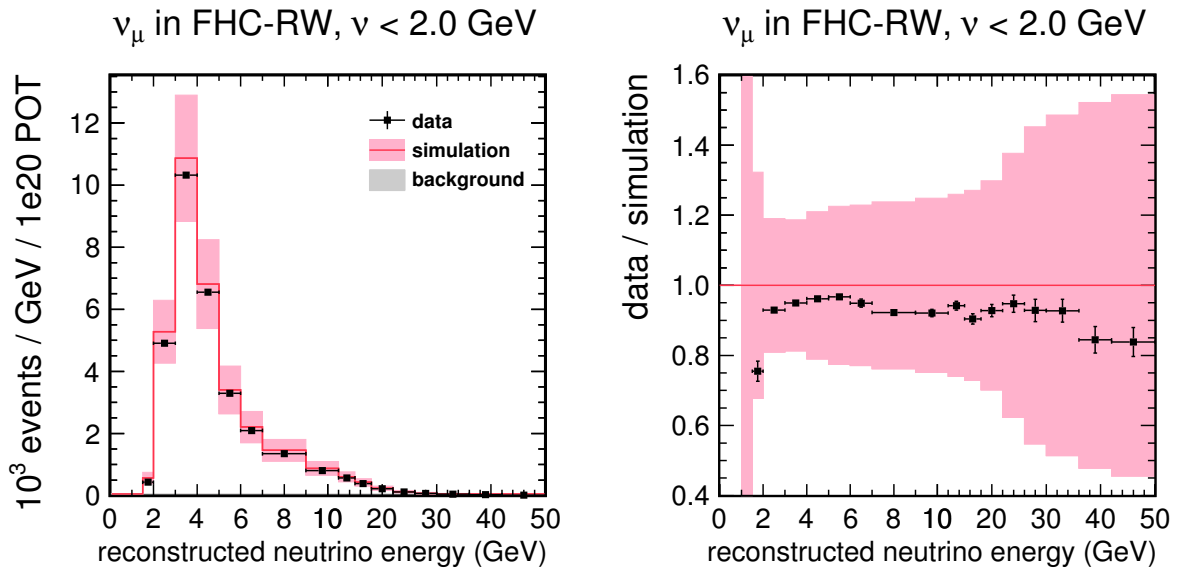 ν_μ in FHC-RW, ν < 2.0 GeV
10³ events / GeV / 1e20 POT
12
10
8
6
4
2
0
data
simulation
background
0 2 4 6 8 10 20 30 40 50
reconstructed neutrino energy (GeV)
ν_μ in FHC-RW, ν < 2.0 GeV
data / simulation
1.6
1.4
1.2
1.0
0.8
0.6
0.4
0 2 4 6 8 10 20 30 40 50
reconstructed neutrino energy (GeV)